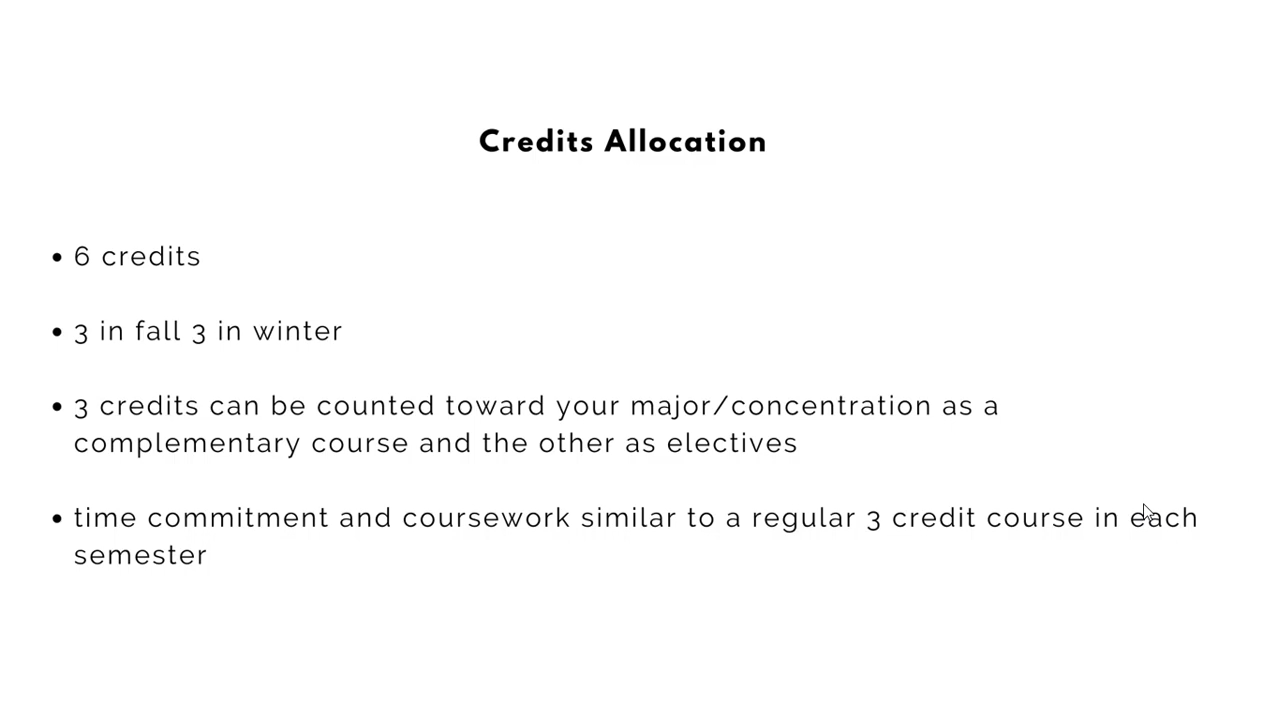 Credits Allocation
• 6 credits
• 3 in fall 3 in winter
• 3 credits can be counted toward your major/concentration as a
complementary course and the other as electives
• time commitment and coursework similar to a regular 3 credit course in each
semester